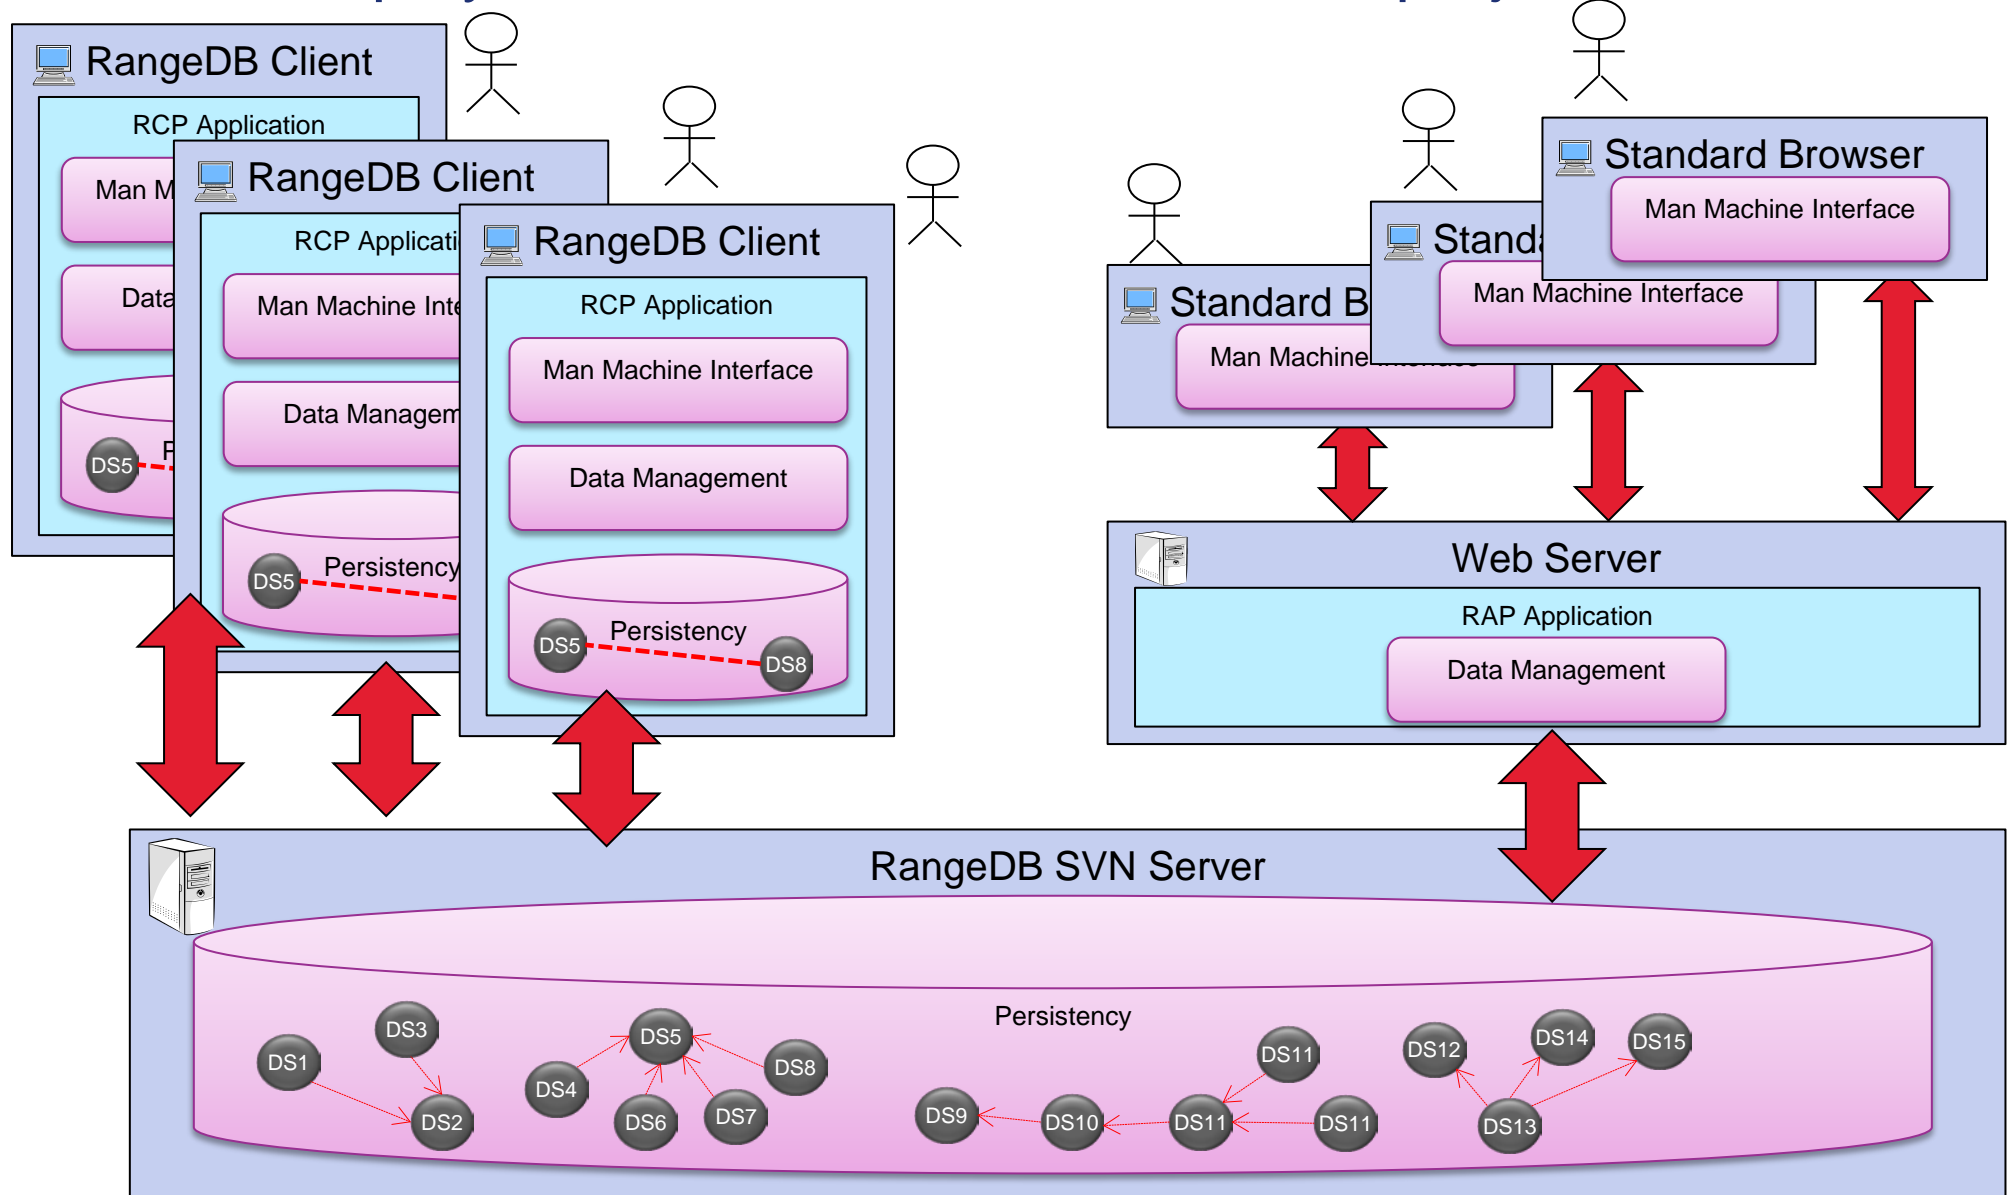 RangeDB Client
RCP Application
Man M
Data
DS5
RangeDB Client
RCP Applicati
Man Machine Inte
Data Managem
Persistency
DS5
RangeDB Client
RCP Application
Man Machine Interface
Data Management
Persistency
DS5
DS8
Standard Browser
Man Machine Interface
Stand
Man Machine Interface
Standard B
Man Machine
Web Server
RAP Application
Data Management
RangeDB SVN Server
Persistency
DS1
DS3
DS2
DS5
DS4
DS6
DS7
DS8
DS9
DS10
DS11
DS11
DS11
DS12
DS14
DS15
DS13